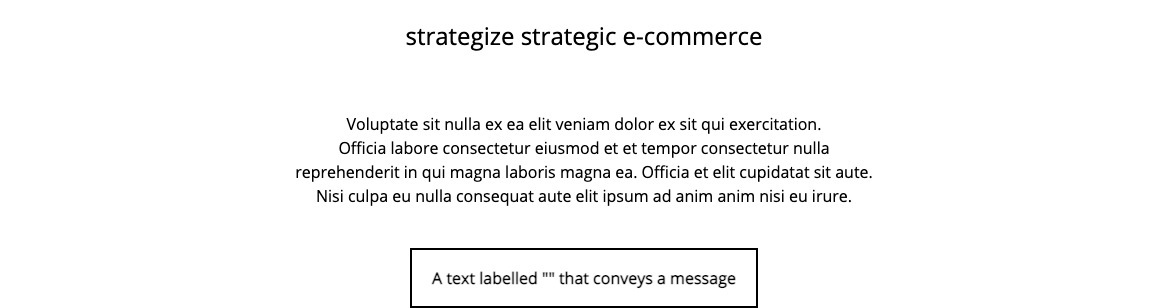 strategize strategic e-commerce
Voluptate sit nulla ex ea elit veniam dolor ex sit qui exercitation.
Officia labore consectetur eiusmod et et tempor consectetur nulla
reprehenderit in qui magna laboris magna ea. Officia et elit cupidatat sit aute.
Nisi culpa eu nulla consequat aute elit ipsum ad anim anim nisi eu irure.
A text labelled "" that conveys a message